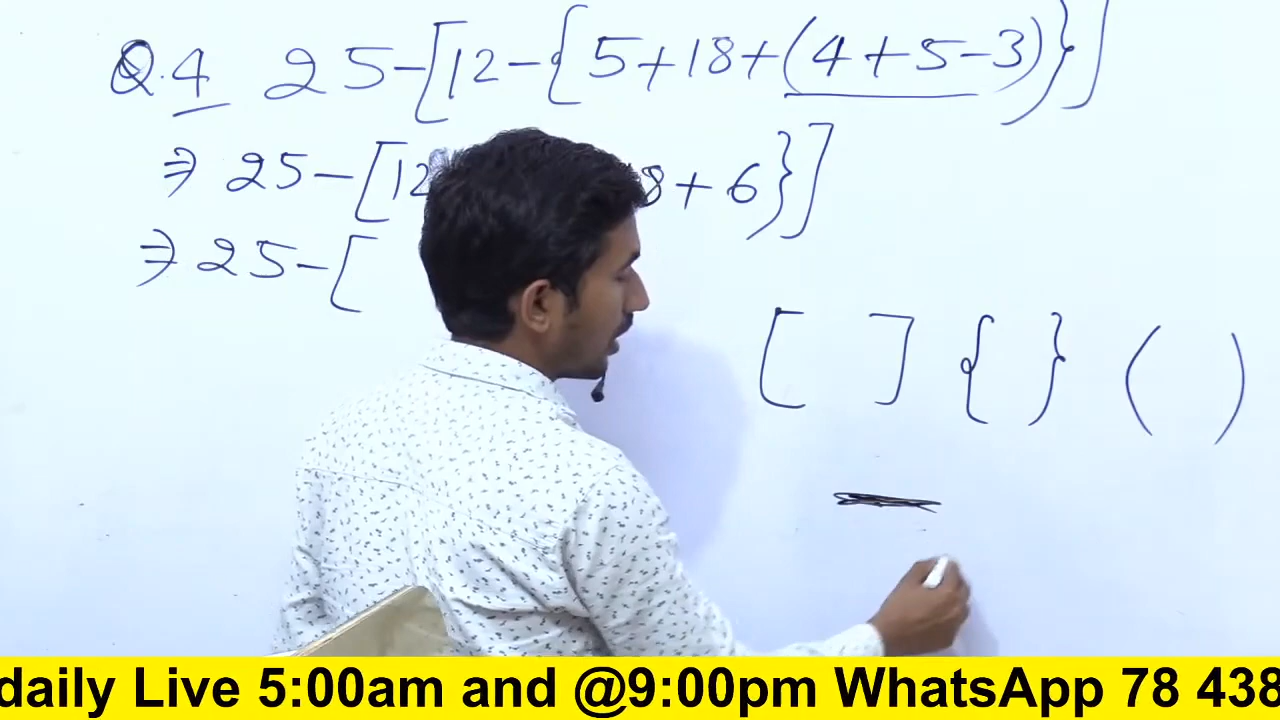 Q.4 25-[12-{5+18+(4+5-3)}]
⇒ 25-[12 8+6}]
⇒ 25-[
[ ] { } ( )
daily Live 5:00am and @9:00pm WhatsApp 78 438